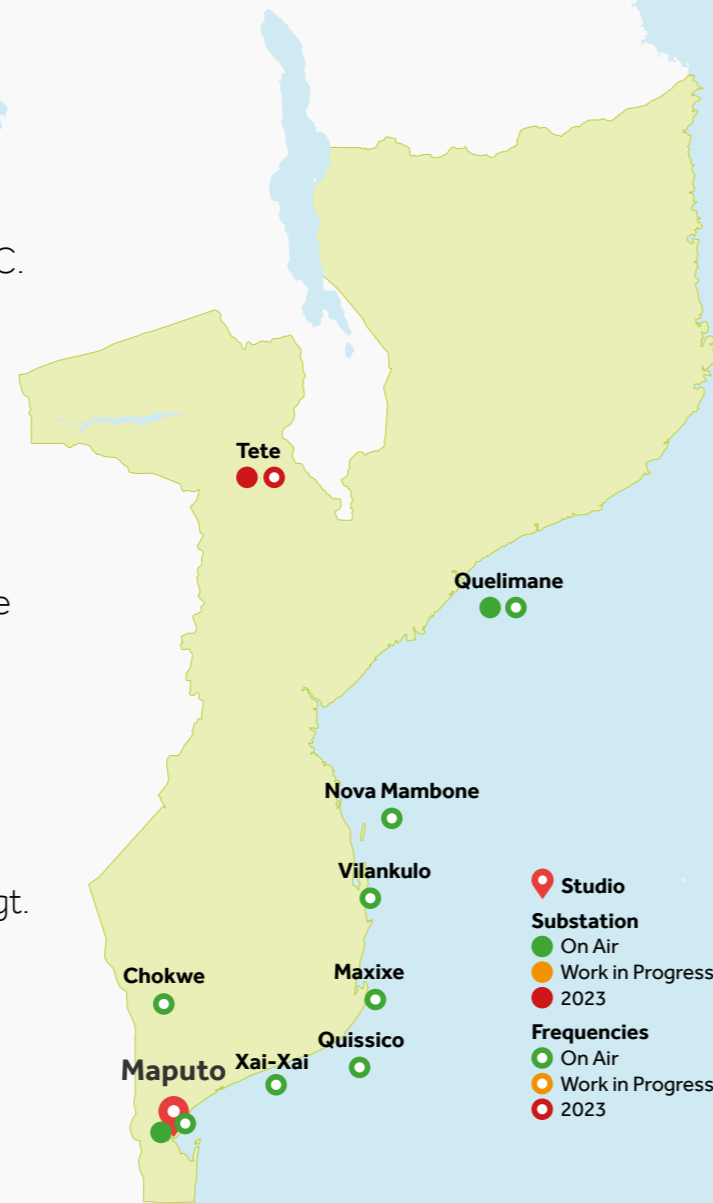 C.
Tete
e
Quelimane
Nova Mambone
Vilankulo
gt.
Studio
Substation
On Air
Work in Progress
2023
Chokwe
Maxixe
Quissico
Xai-Xai
Maputo
Frequencies
On Air
Work in Progress
2023